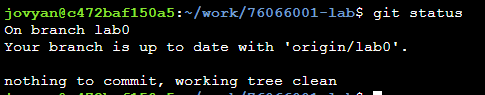 jovyan@c472baf150a5:~/work/76066001-lab$ git status
On branch lab0
Your branch is up to date with 'origin/lab0'.

nothing to commit, working tree clean